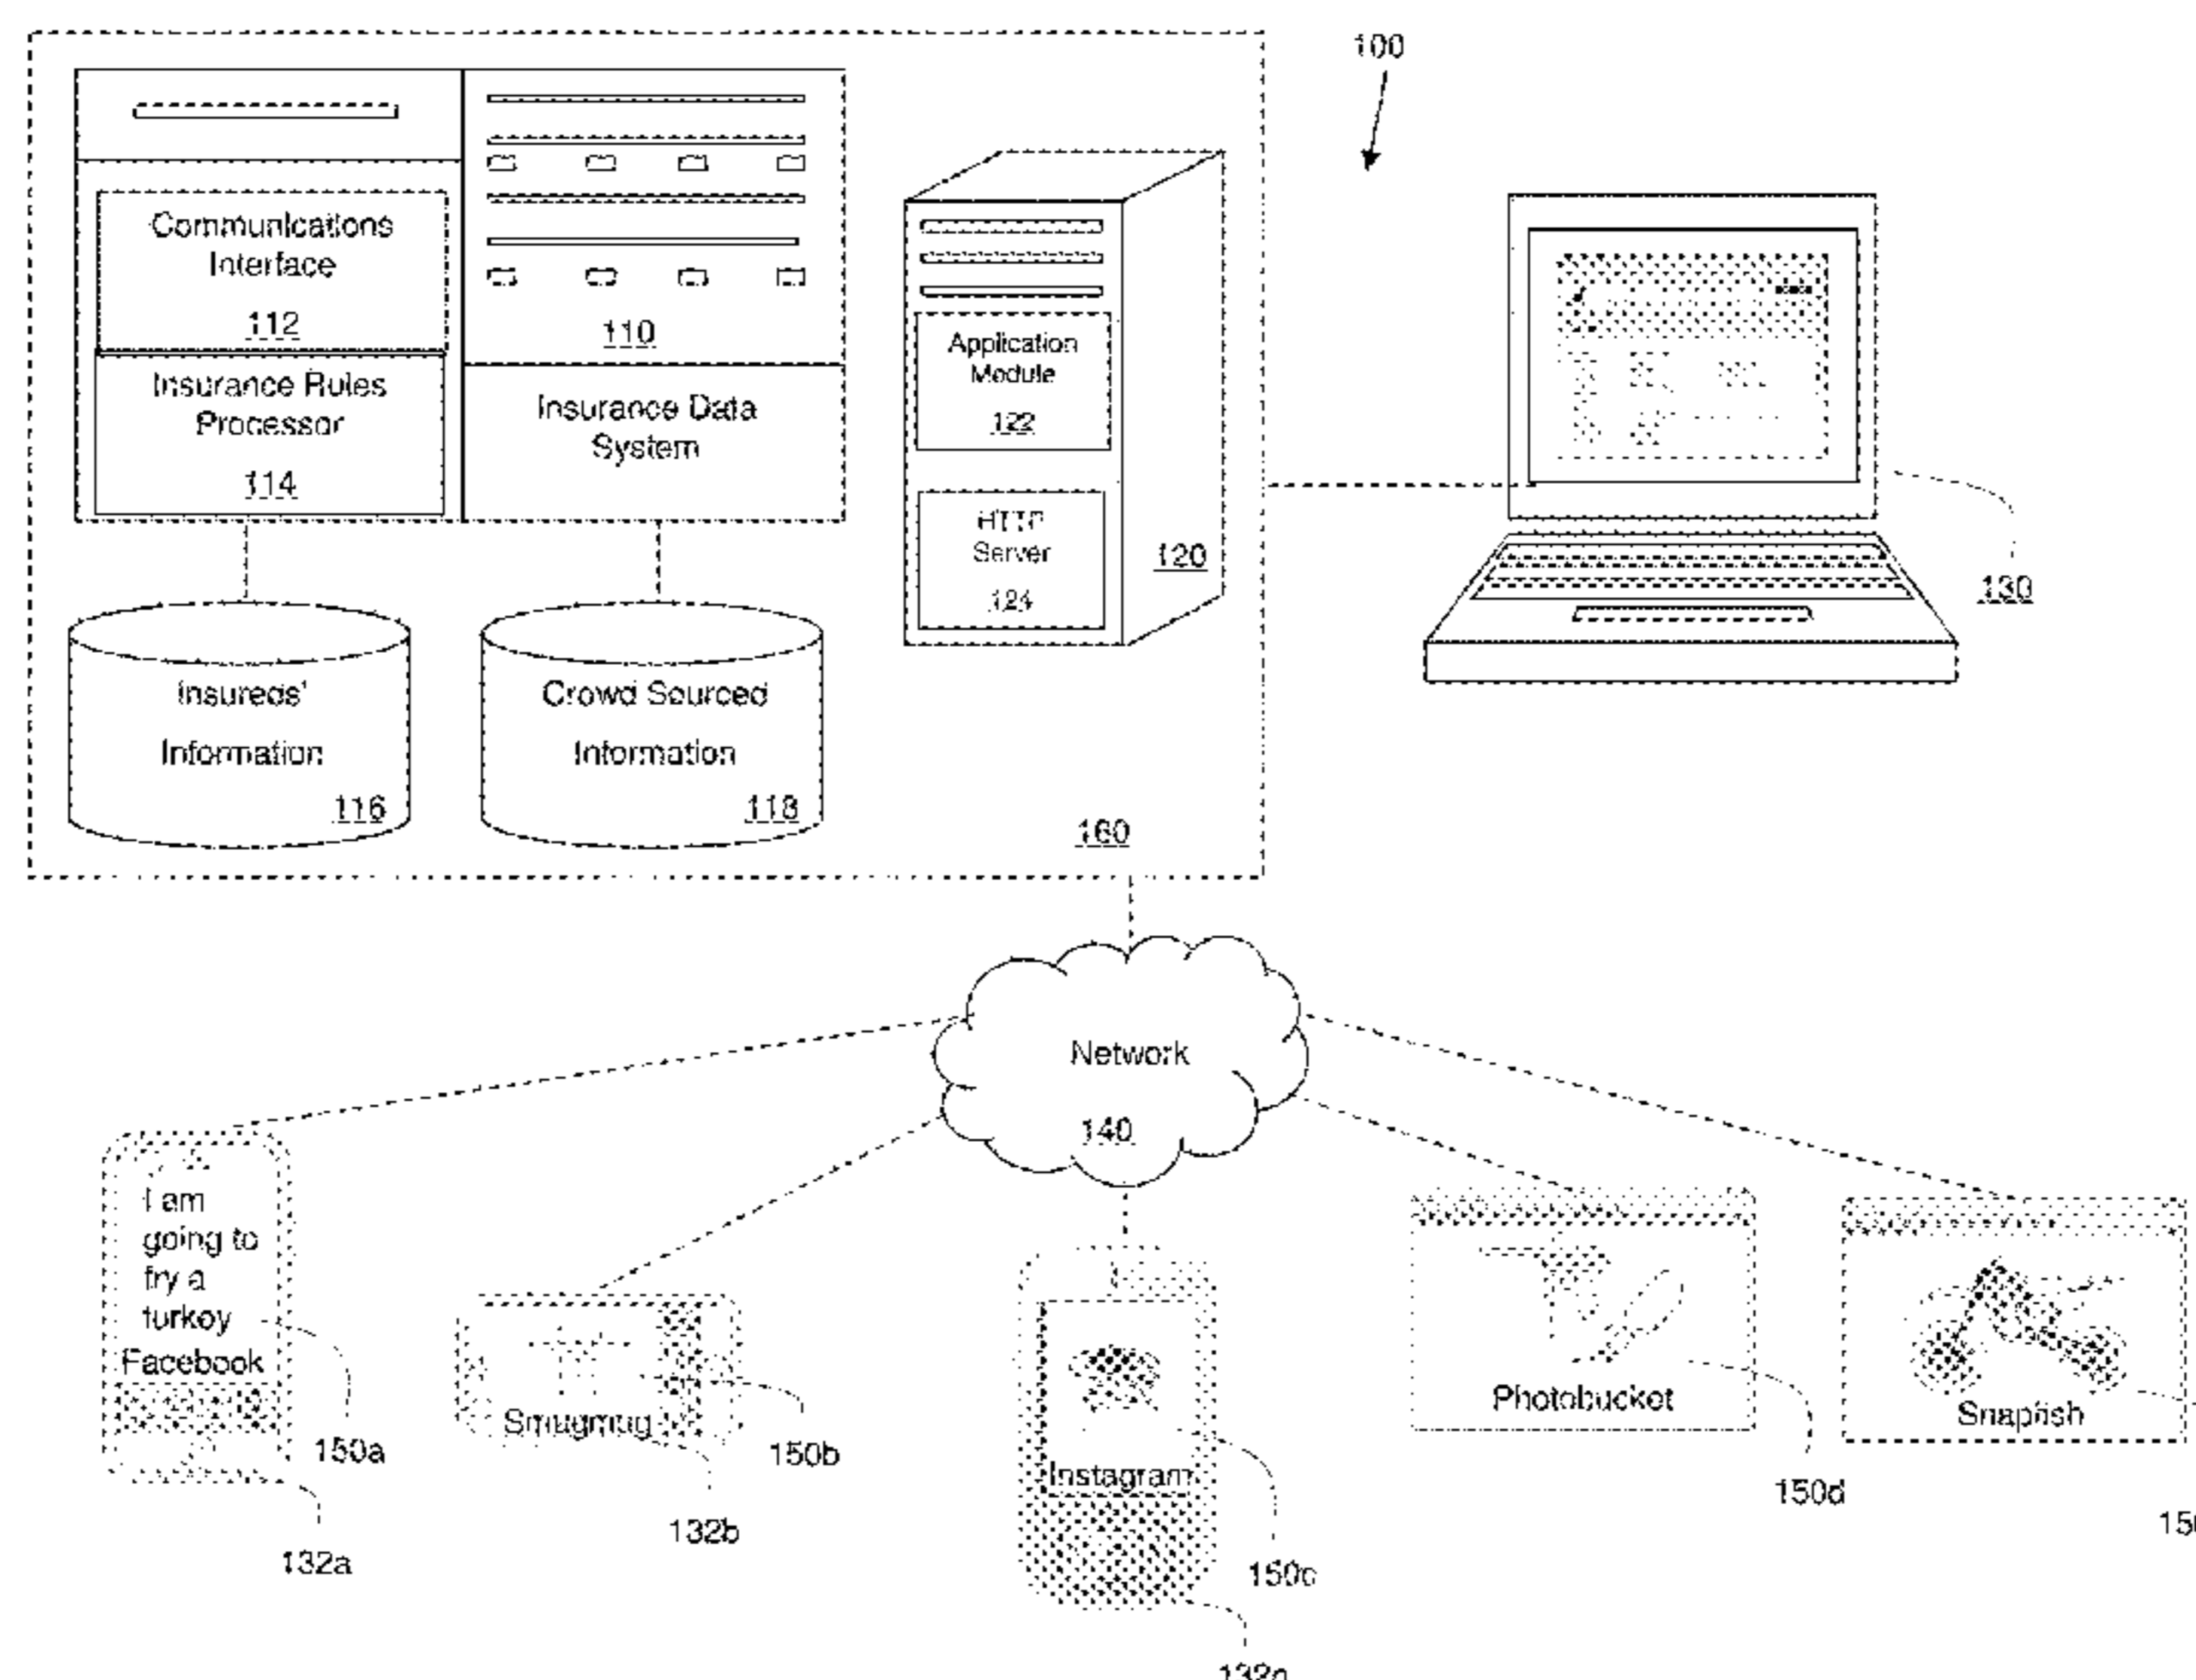 100
Communications
Interface
112
Insurance Rules
Processor
114
110
Insurance Data
System
Application
Module
122
HTTP
Server
124
120
130
Insureds'
Information
116
Crowd Sourced
Information
118
160
Network
140
I am
going to
fry a
turkey
Facebook
150a
132a
Smugmug
150b
132b
Instagram
150c
132c
Photobucket
150d
Snapfish